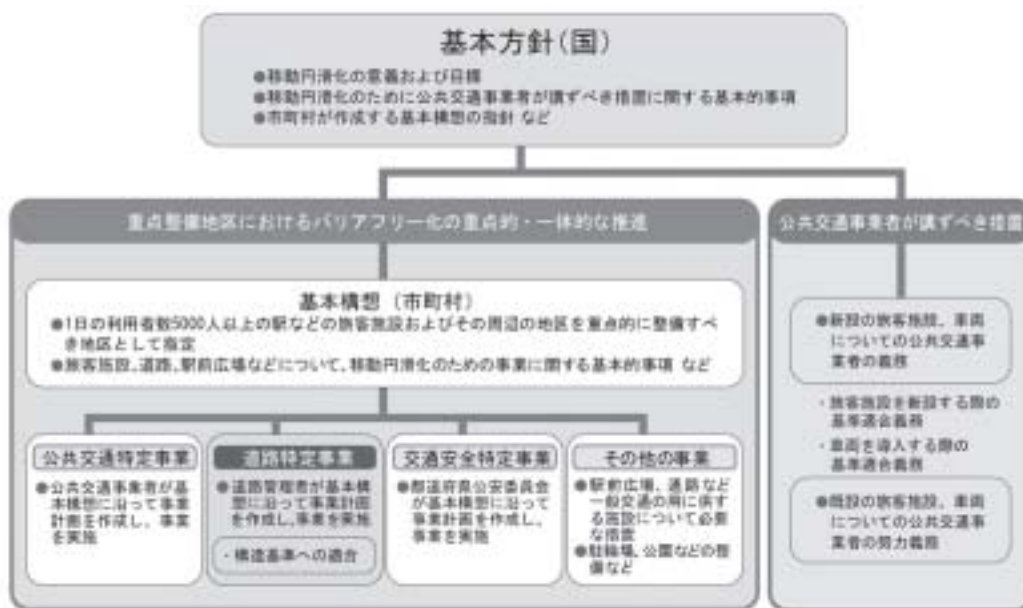 基本方針(国)
●移動円滑化の意義および目標
●移動円滑化のために公共交通事業者が講ずべき措置に関する基本的事項
●市町村が作成する基本構想の指針 など
重点整備地区におけるバリアフリー化の重点的・一体的な推進
基本構想（市町村）
●1日の利用者数5000人以上の駅などの旅客施設およびその周辺の地区を重点的に整備すべ
き地区として指定
●旅客施設、道路、駅前広場などについて、移動円滑化のための事業に関する基本的事項 など
公共交通特定事業
●公共交通事業者が基
本構想に沿って事業
計画を作成し、事業
を実施
道路特定事業
●道路管理者が基本構
想に沿って事業計画
を作成し、事業を実施
・構造基準への適合
交通安全特定事業
●都道府県公安委員会
が基本構想に沿って
事業計画を作成し、
事業を実施
その他の事業
●駅前広場、通路など
一般交通の用に供す
る施設について必要
な措置
●駐輪場、公園などの整
備など
公共交通事業者が講ずべき措置
●新設の旅客施設、車両
についての公共交通事
業者の義務
・旅客施設を新設する際の
基準適合義務
・車両を導入する際の
基準適合義務
●既設の旅客施設、車両
についての公共交通事
業者の努力義務